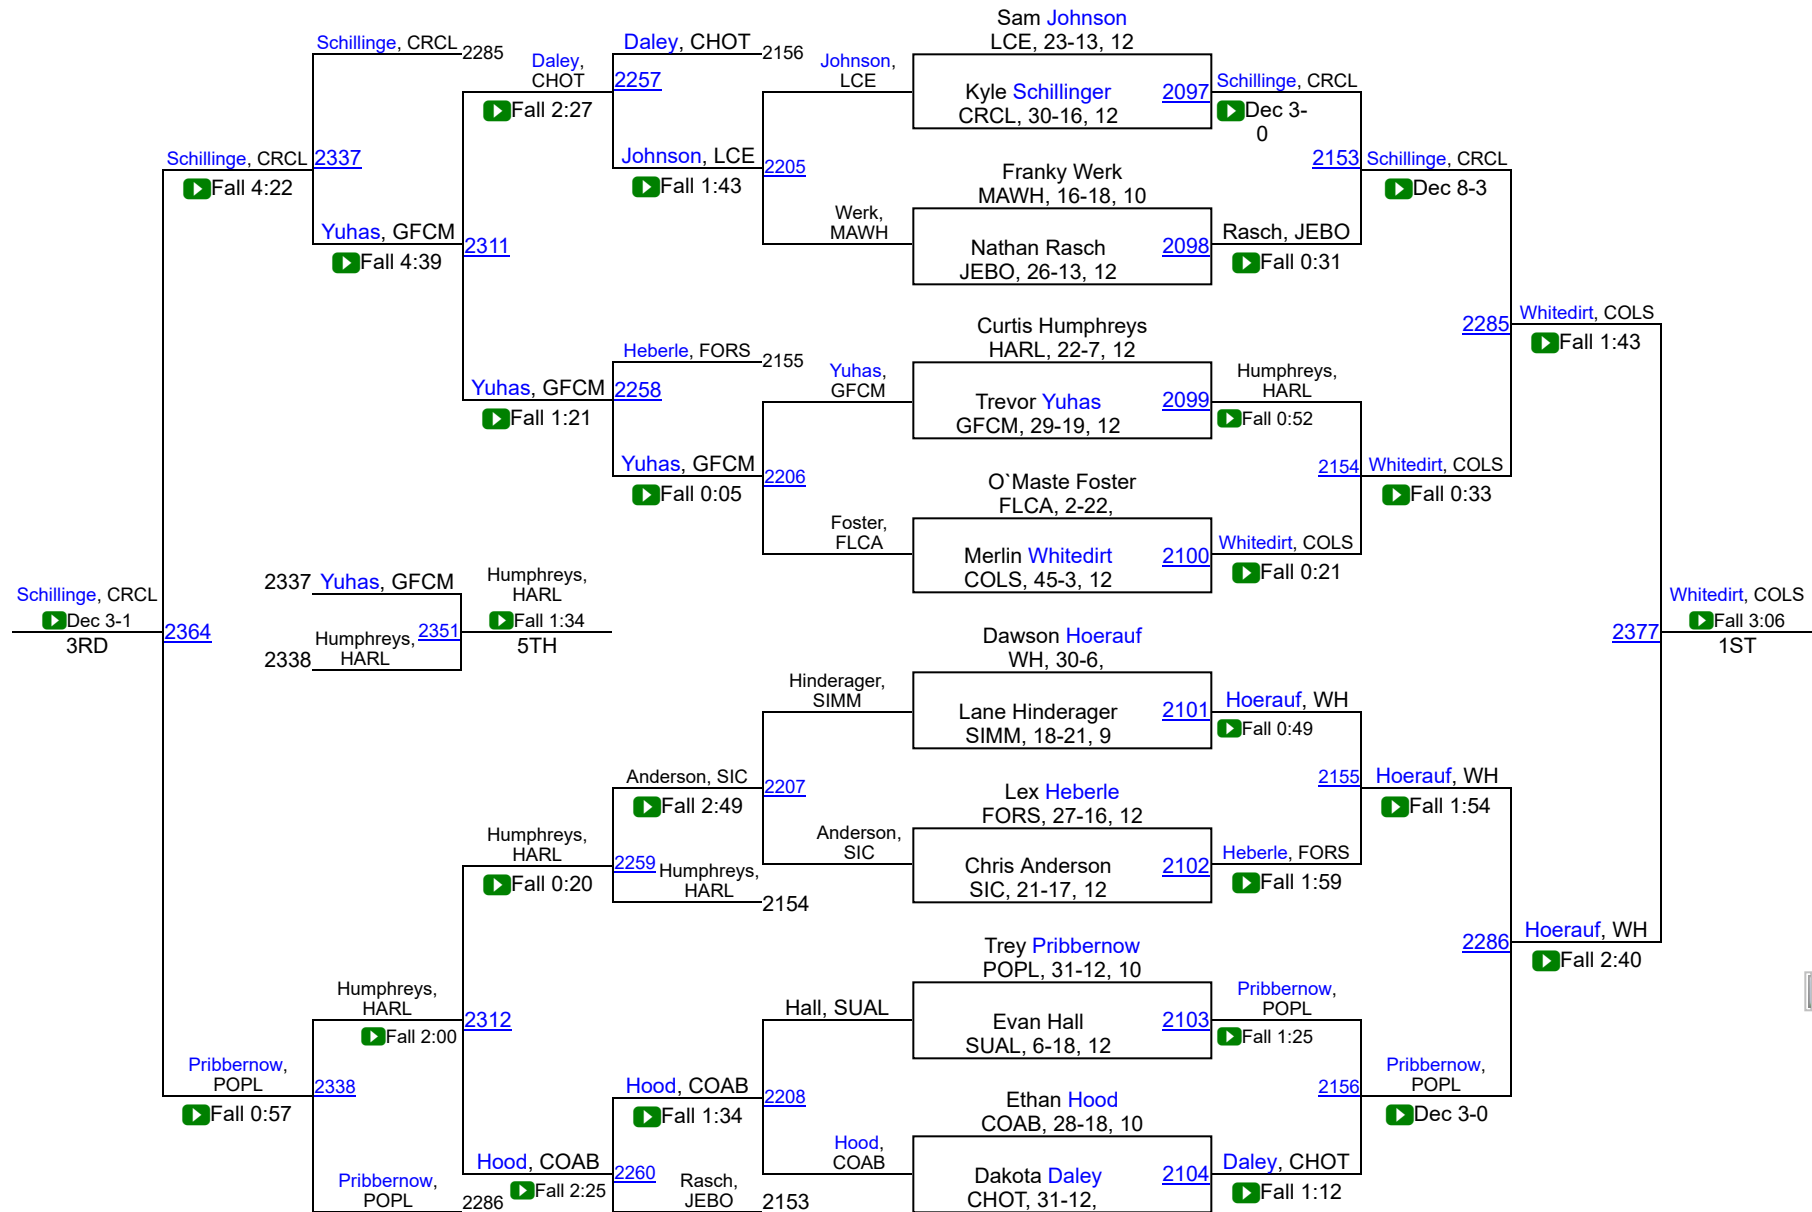 Sam Johnson
LCE, 23-13, 12
Kyle Schillinger
CRCL, 30-16, 12
2097
Franky Werk
MAWH, 16-18, 10
Nathan Rasch
JEBO, 26-13, 12
2098
Curtis Humphreys
HARL, 22-7, 12
Trevor Yuhas
GFCM, 29-19, 12
2099
O`Maste Foster
FLCA, 2-22,
Merlin Whitedirt
COLS, 45-3, 12
2100
Dawson Hoerauf
WH, 30-6,
Lane Hinderager
SIMM, 18-21, 9
2101
Lex Heberle
FORS, 27-16, 12
Chris Anderson
SIC, 21-17, 12
2102
Trey Pribbernow
POPL, 31-12, 10
Evan Hall
SUAL, 6-18, 12
2103
Ethan Hood
COAB, 28-18, 10
Dakota Daley
CHOT, 31-12,
2104
Schillinge, CRCL
Dec 3-
0
2153
Rasch, JEBO
Fall 0:31
Humphreys,
HARL
Fall 0:52
2154
Whitedirt, COLS
Fall 0:21
Hoerauf, WH
Fall 0:49
2155
Heberle, FORS
Fall 1:59
Pribbernow,
POPL
Fall 1:25
2156
Daley, CHOT
Fall 1:12
Schillinge, CRCL
Dec 8-3
2285
Whitedirt, COLS
Fall 0:33
Hoerauf, WH
Fall 1:54
2286
Pribbernow,
POPL
Dec 3-0
Whitedirt, COLS
Fall 1:43
2377
Hoerauf, WH
Fall 2:40
Whitedirt, COLS
Fall 3:06
1ST
Johnson,
LCE
2205
Werk,
MAWH
Yuhas,
GFCM
2206
Foster,
FLCA
Hinderager,
SIMM
2207
Anderson,
SIC
Hall, SUAL
2208
Hood,
COAB
Daley, CHOT
2156
2257
Johnson, LCE
Fall 1:43
Heberle, FORS
2155
2258
Yuhas, GFCM
Fall 0:05
Anderson, SIC
Fall 2:49
2259
Humphreys,
HARL
2154
Hood, COAB
Fall 1:34
2260
Rasch,
JEBO
2153
Daley,
CHOT
Fall 2:27
2311
Yuhas, GFCM
Fall 1:21
Humphreys,
HARL
Fall 0:20
2312
Hood, COAB
Fall 2:25
Schillinge, CRCL
2285
2337
Yuhas, GFCM
Fall 4:39
Humphreys,
HARL
Fall 2:00
2338
Pribbernow,
POPL
2286
Schillinge, CRCL
Fall 4:22
2364
Pribbernow,
POPL
Fall 0:57
Schillinge, CRCL
Dec 3-1
3RD
2337
Yuhas, GFCM
2351
2338
Humphreys,
HARL
Humphreys,
HARL
Fall 1:34
5TH